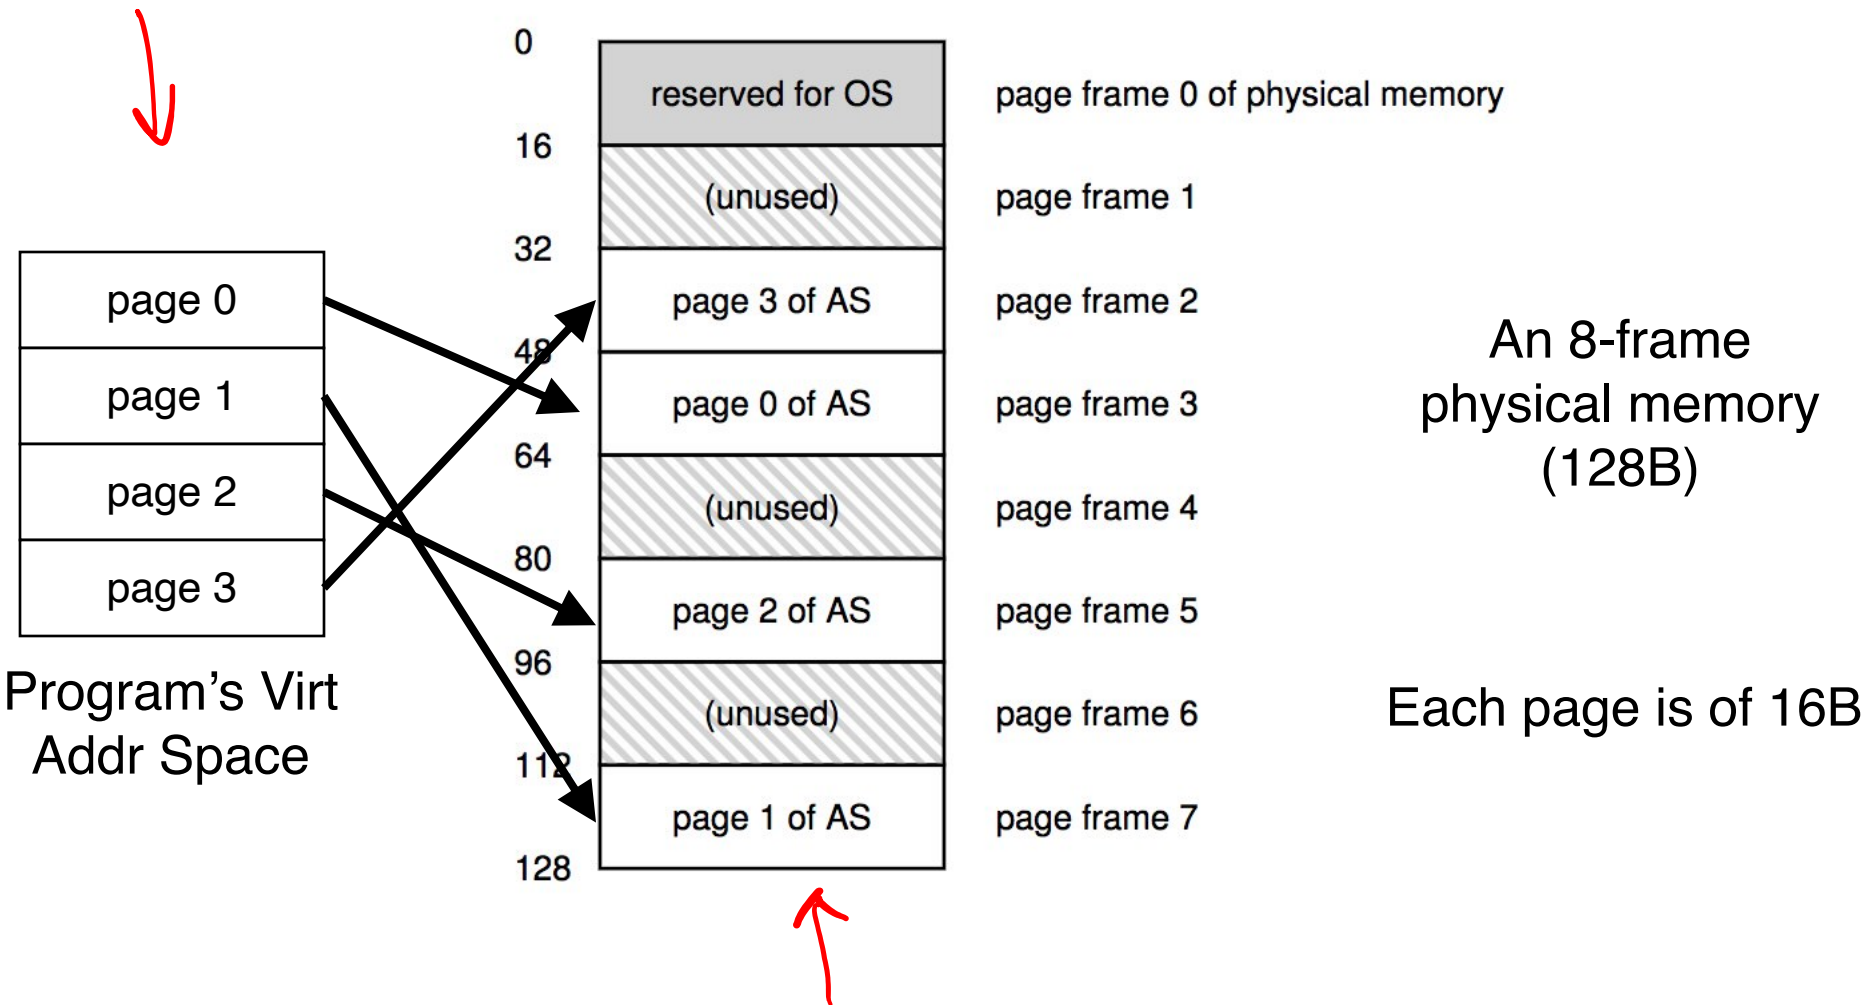 0
reserved for OS
page frame 0 of physical memory
16
(unused)
page frame 1
32
page 0
page 3 of AS
page frame 2
An 8-frame
48
physical memory
page 1
page 0 of AS
page frame 3
(128B)
64
page 2
(unused)
page frame 4
80
page 3
page 2 of AS
page frame 5
96
Program's Virt
Addr Space
(unused)
page frame 6
Each page is of 16B
112
page 1 of AS
page frame 7
128